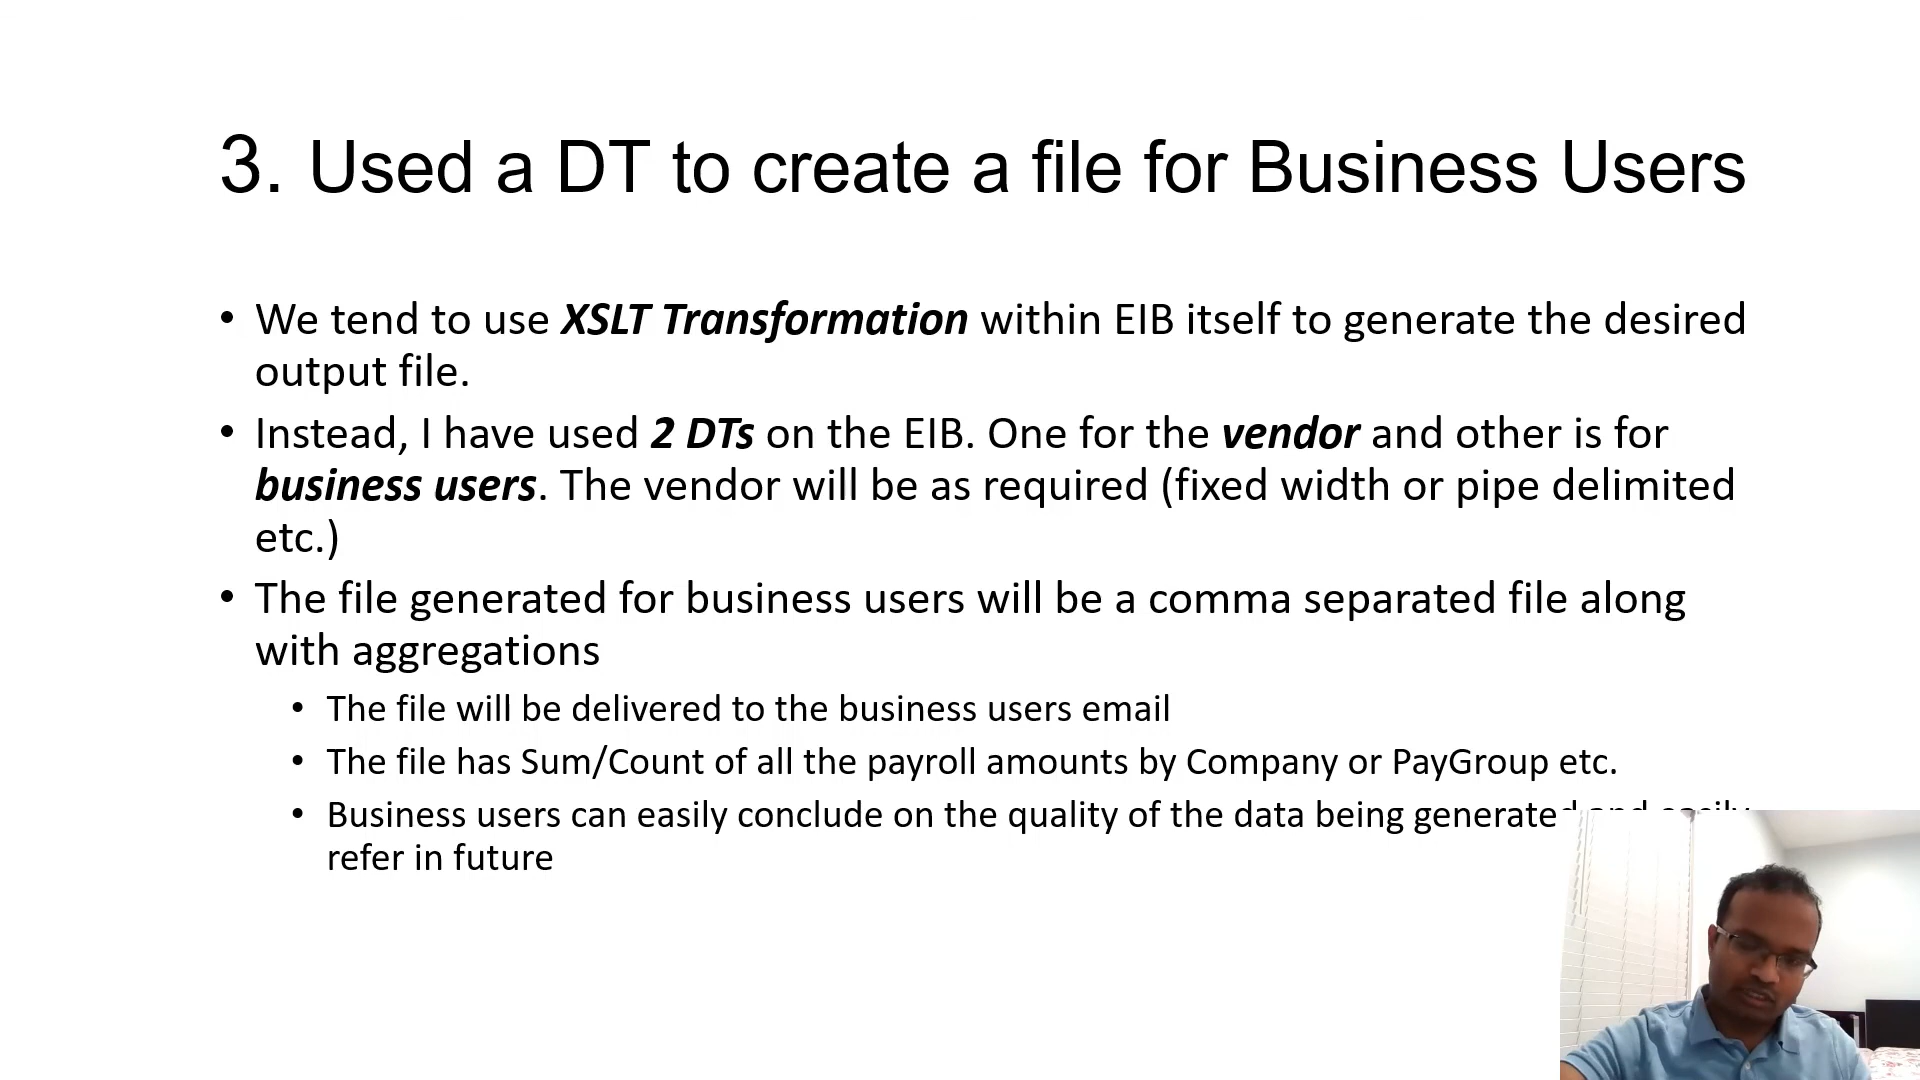 3. Used a DT to create a file for Business Users
• We tend to use XSLT Transformation within EIB itself to generate the desired
output file.
• Instead, I have used 2 DTs on the EIB. One for the vendor and other is for
business users. The vendor will be as required (fixed width or pipe delimited
etc.)
• The file generated for business users will be a comma separated file along
with aggregations
• The file will be delivered to the business users email
• The file has Sum/Count of all the payroll amounts by Company or PayGroup etc.
• Business users can easily conclude on the quality of the data being generated and easily
refer in future